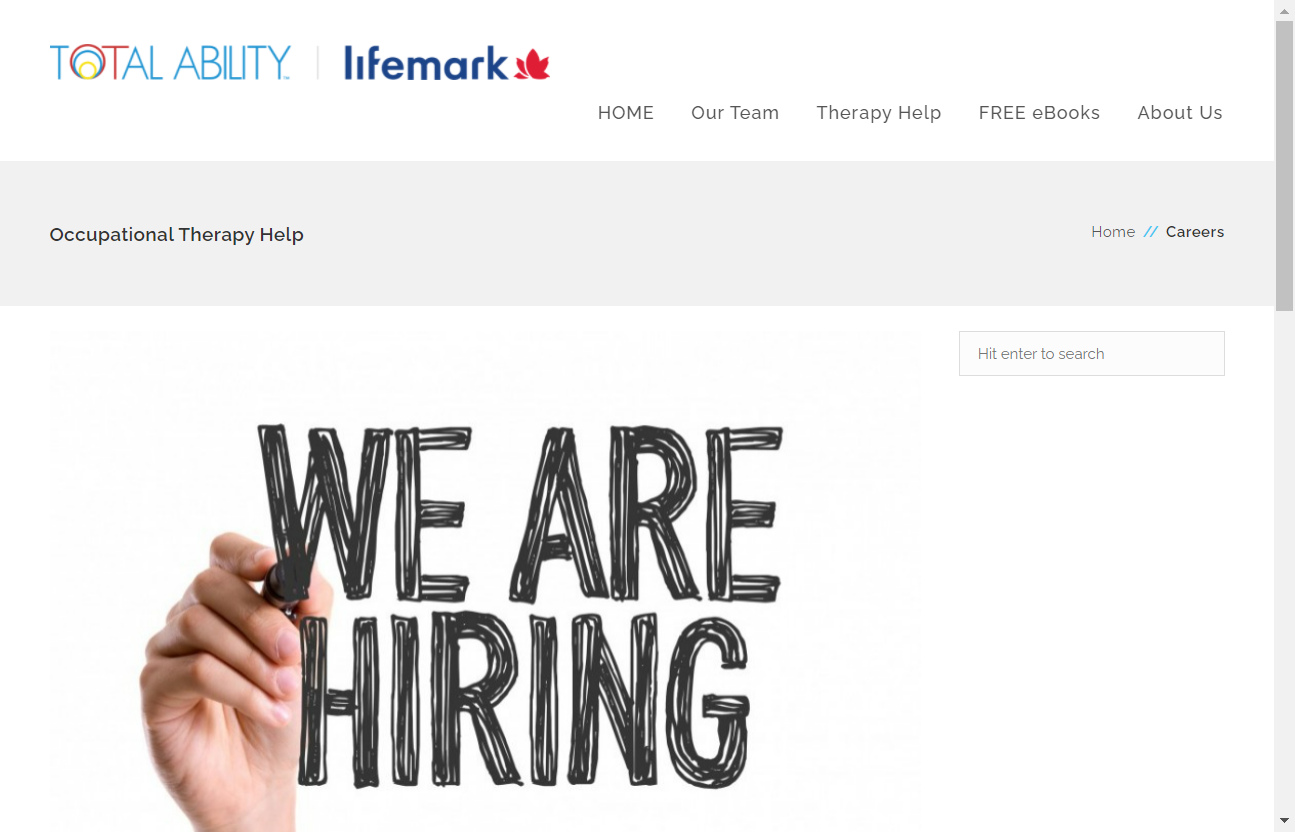 TOTAL ABILITY™ | lifemark
HOME Our Team Therapy Help FREE eBooks About Us
Occupational Therapy Help
Home // Careers
Hit enter to search
WE ARE
HIRING